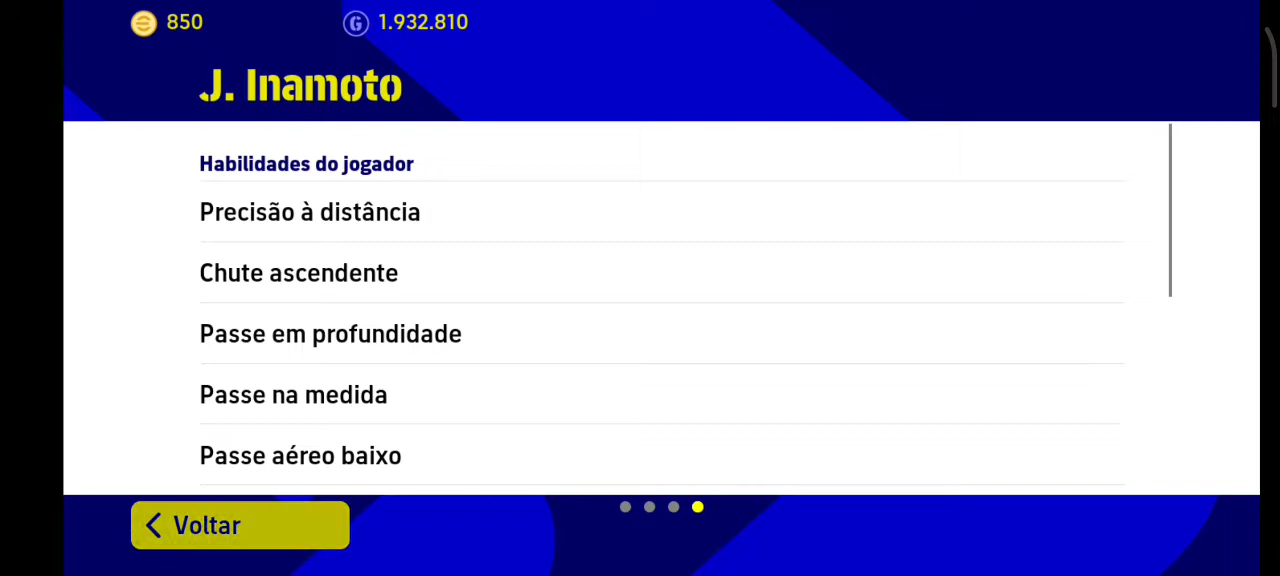 850
1.932.810
J. Inamoto
Habilidades do jogador
Precisão à distância
Chute ascendente
Passe em profundidade
Passe na medida
Passe aéreo baixo
Voltar